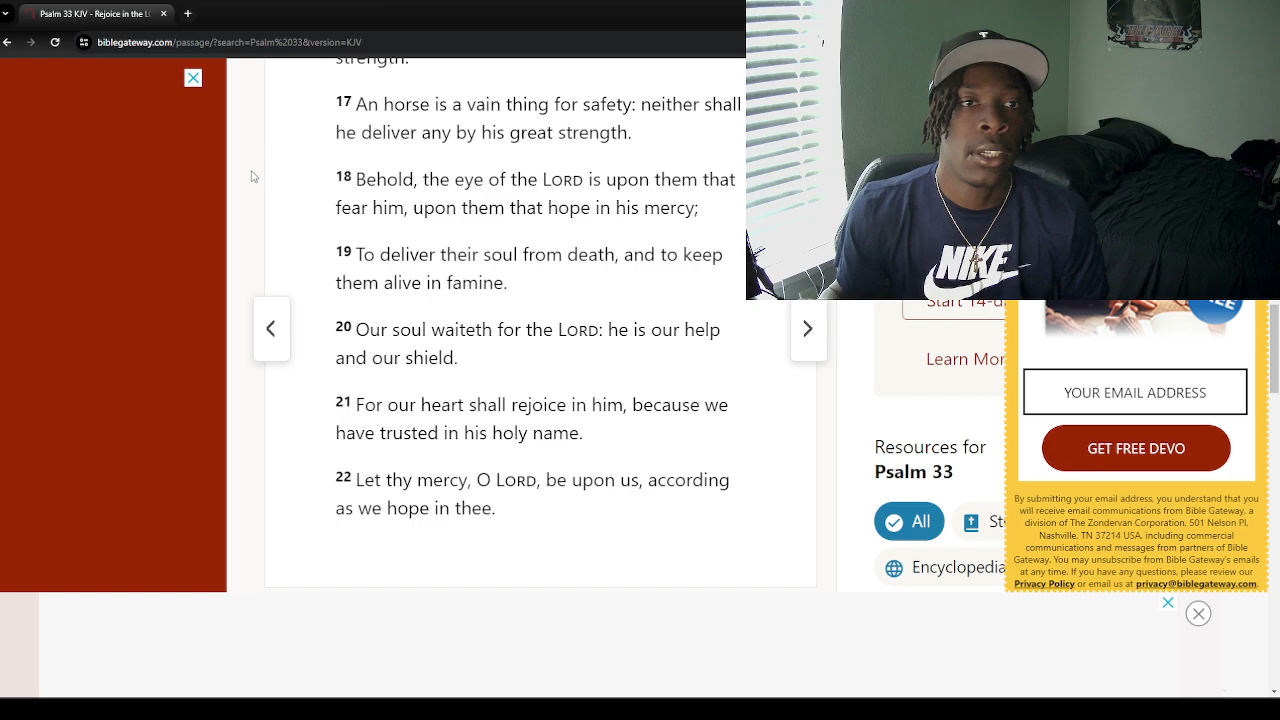 Psalm 33 KJV - Rejoice in the LO
biblegateway.com/passage/?search=Psalm%2033&version=KJV
strength.
17 An horse is a vain thing for safety: neither shall
he deliver any by his great strength.
18 Behold, the eye of the LORD is upon them that
fear him, upon them that hope in his mercy;
19 To deliver their soul from death, and to keep
them alive in famine.
20 Our soul waiteth for the LORD: he is our help
and our shield.
21 For our heart shall rejoice in him, because we
have trusted in his holy name.
22 Let thy mercy, O LORD, be upon us, according
as we hope in thee.
T
NIKE
Start 14-da
Learn Mor
Resources for
Psalm 33
All
St
Encyclopedia
YOUR EMAIL ADDRESS
GET FREE DEVO
By submitting your email address, you understand that you
will receive email communications from Bible Gateway, a
division of The Zondervan Corporation, 501 Nelson Pl,
Nashville, TN 37214 USA, including commercial
communications and messages from partners of Bible
Gateway. You may unsubscribe from Bible Gateway's emails
at any time. If you have any questions, please review our
Privacy Policy or email us at privacy@biblegateway.com.